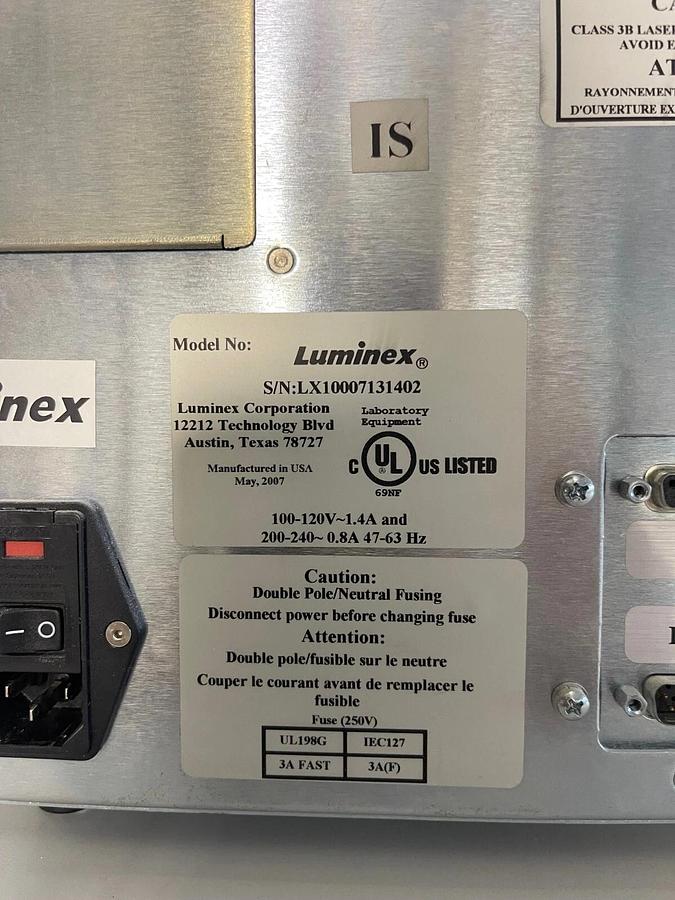 CLASS 3B LASER
AVOID
RAYONNEMENT
D'OUVERTURE
IS
Model No:
Luminex®
S/N:LX10007131402
Luminex Corporation
12212 Technology Blvd
Austin, Texas 78727
Laboratory
Equipment
Manufactured in USA
May, 2007
C UL US LISTED
69NF
100-120V~1.4A and
200-240~ 0.8A 47-63 Hz
nex
Caution:
Double Pole/Neutral Fusing
Disconnect power before changing fuse
Attention:
Double pole/fusible sur le neutre
Couper le courant avant de remplacer le
fusible
Fuse (250V)
UL198G IEC127
3A FAST 3A(F)